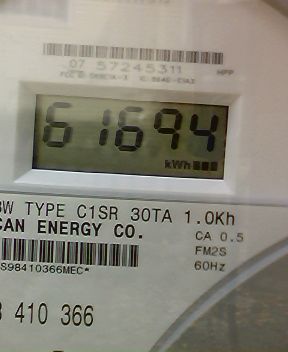 07 57245311
HPP
61694
kWh
3W TYPE C1SR 30TA 1.0Kh
CAN ENERGY CO.
CA 0.5
FM2S
S98410366MEC*
60Hz
410 366